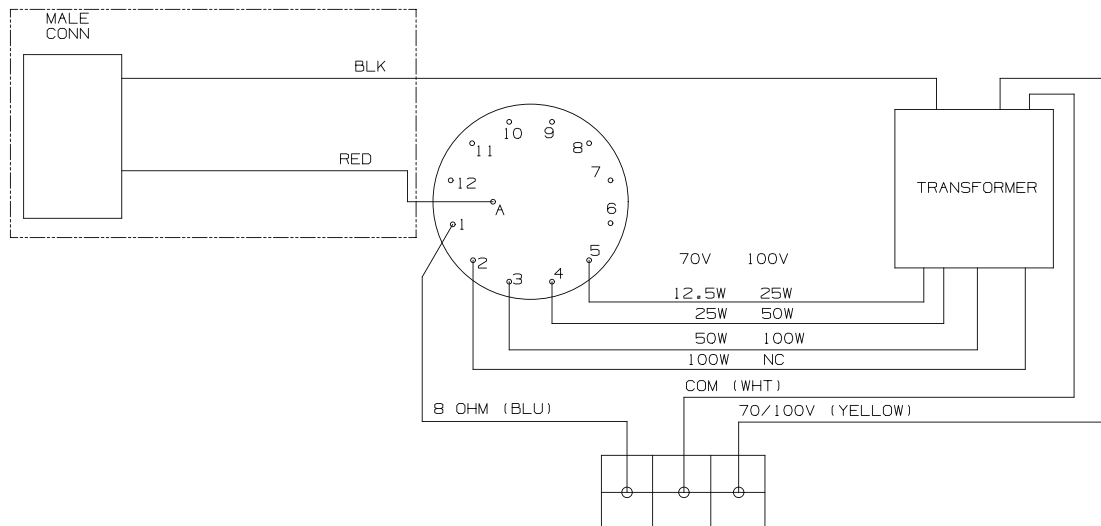 MALE
CONN
BLK
RED
10
9
11
8
12
7
A
6
1
2
3
4
5
TRANSFORMER
70V 100V
12.5W 25W
25W 50W
50W 100W
100W NC
COM (WHT)
8 OHM (BLU)
70/100V (YELLOW)